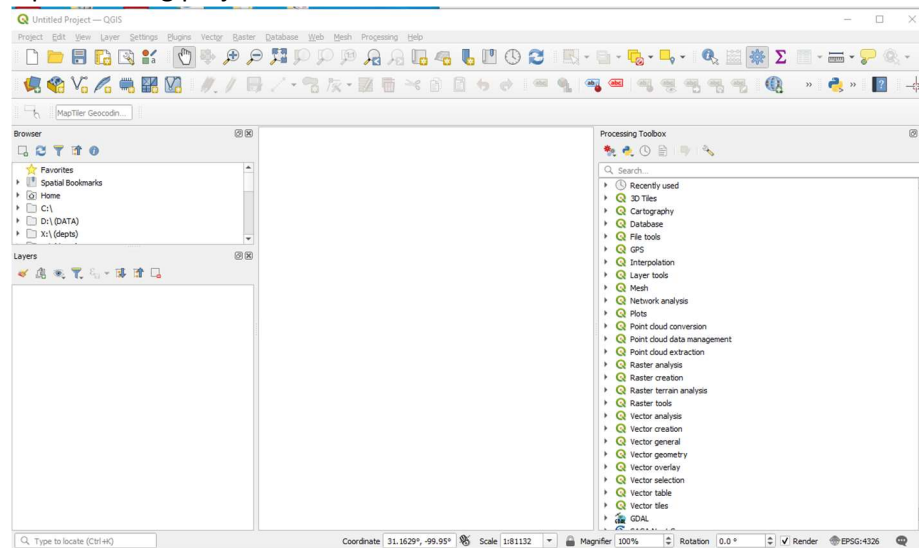 Untitled Project — QGIS
Project Edit View Layer Settings Plugins Vector Raster Database Web Mesh Processing Help
MapTiler Geocodin...
Browser
Favorites
Spatial Bookmarks
Home
C:\
D:\ (DATA)
X:\ (depts)
Layers
Processing Toolbox
Search...
Recently used
3D Tiles
Cartography
Database
File tools
GPS
Interpolation
Layer tools
Mesh
Network analysis
Plots
Point cloud conversion
Point cloud data management
Point cloud extraction
Raster analysis
Raster creation
Raster terrain analysis
Raster tools
Vector analysis
Vector creation
Vector general
Vector geometry
Vector overlay
Vector selection
Vector table
Vector tiles
GDAL
Type to locate (Ctrl+K) Coordinate 31.1629°, -99.95° Scale 1:81132 Magnifier 100% Rotation 0.0 ° Render EPSG:4326